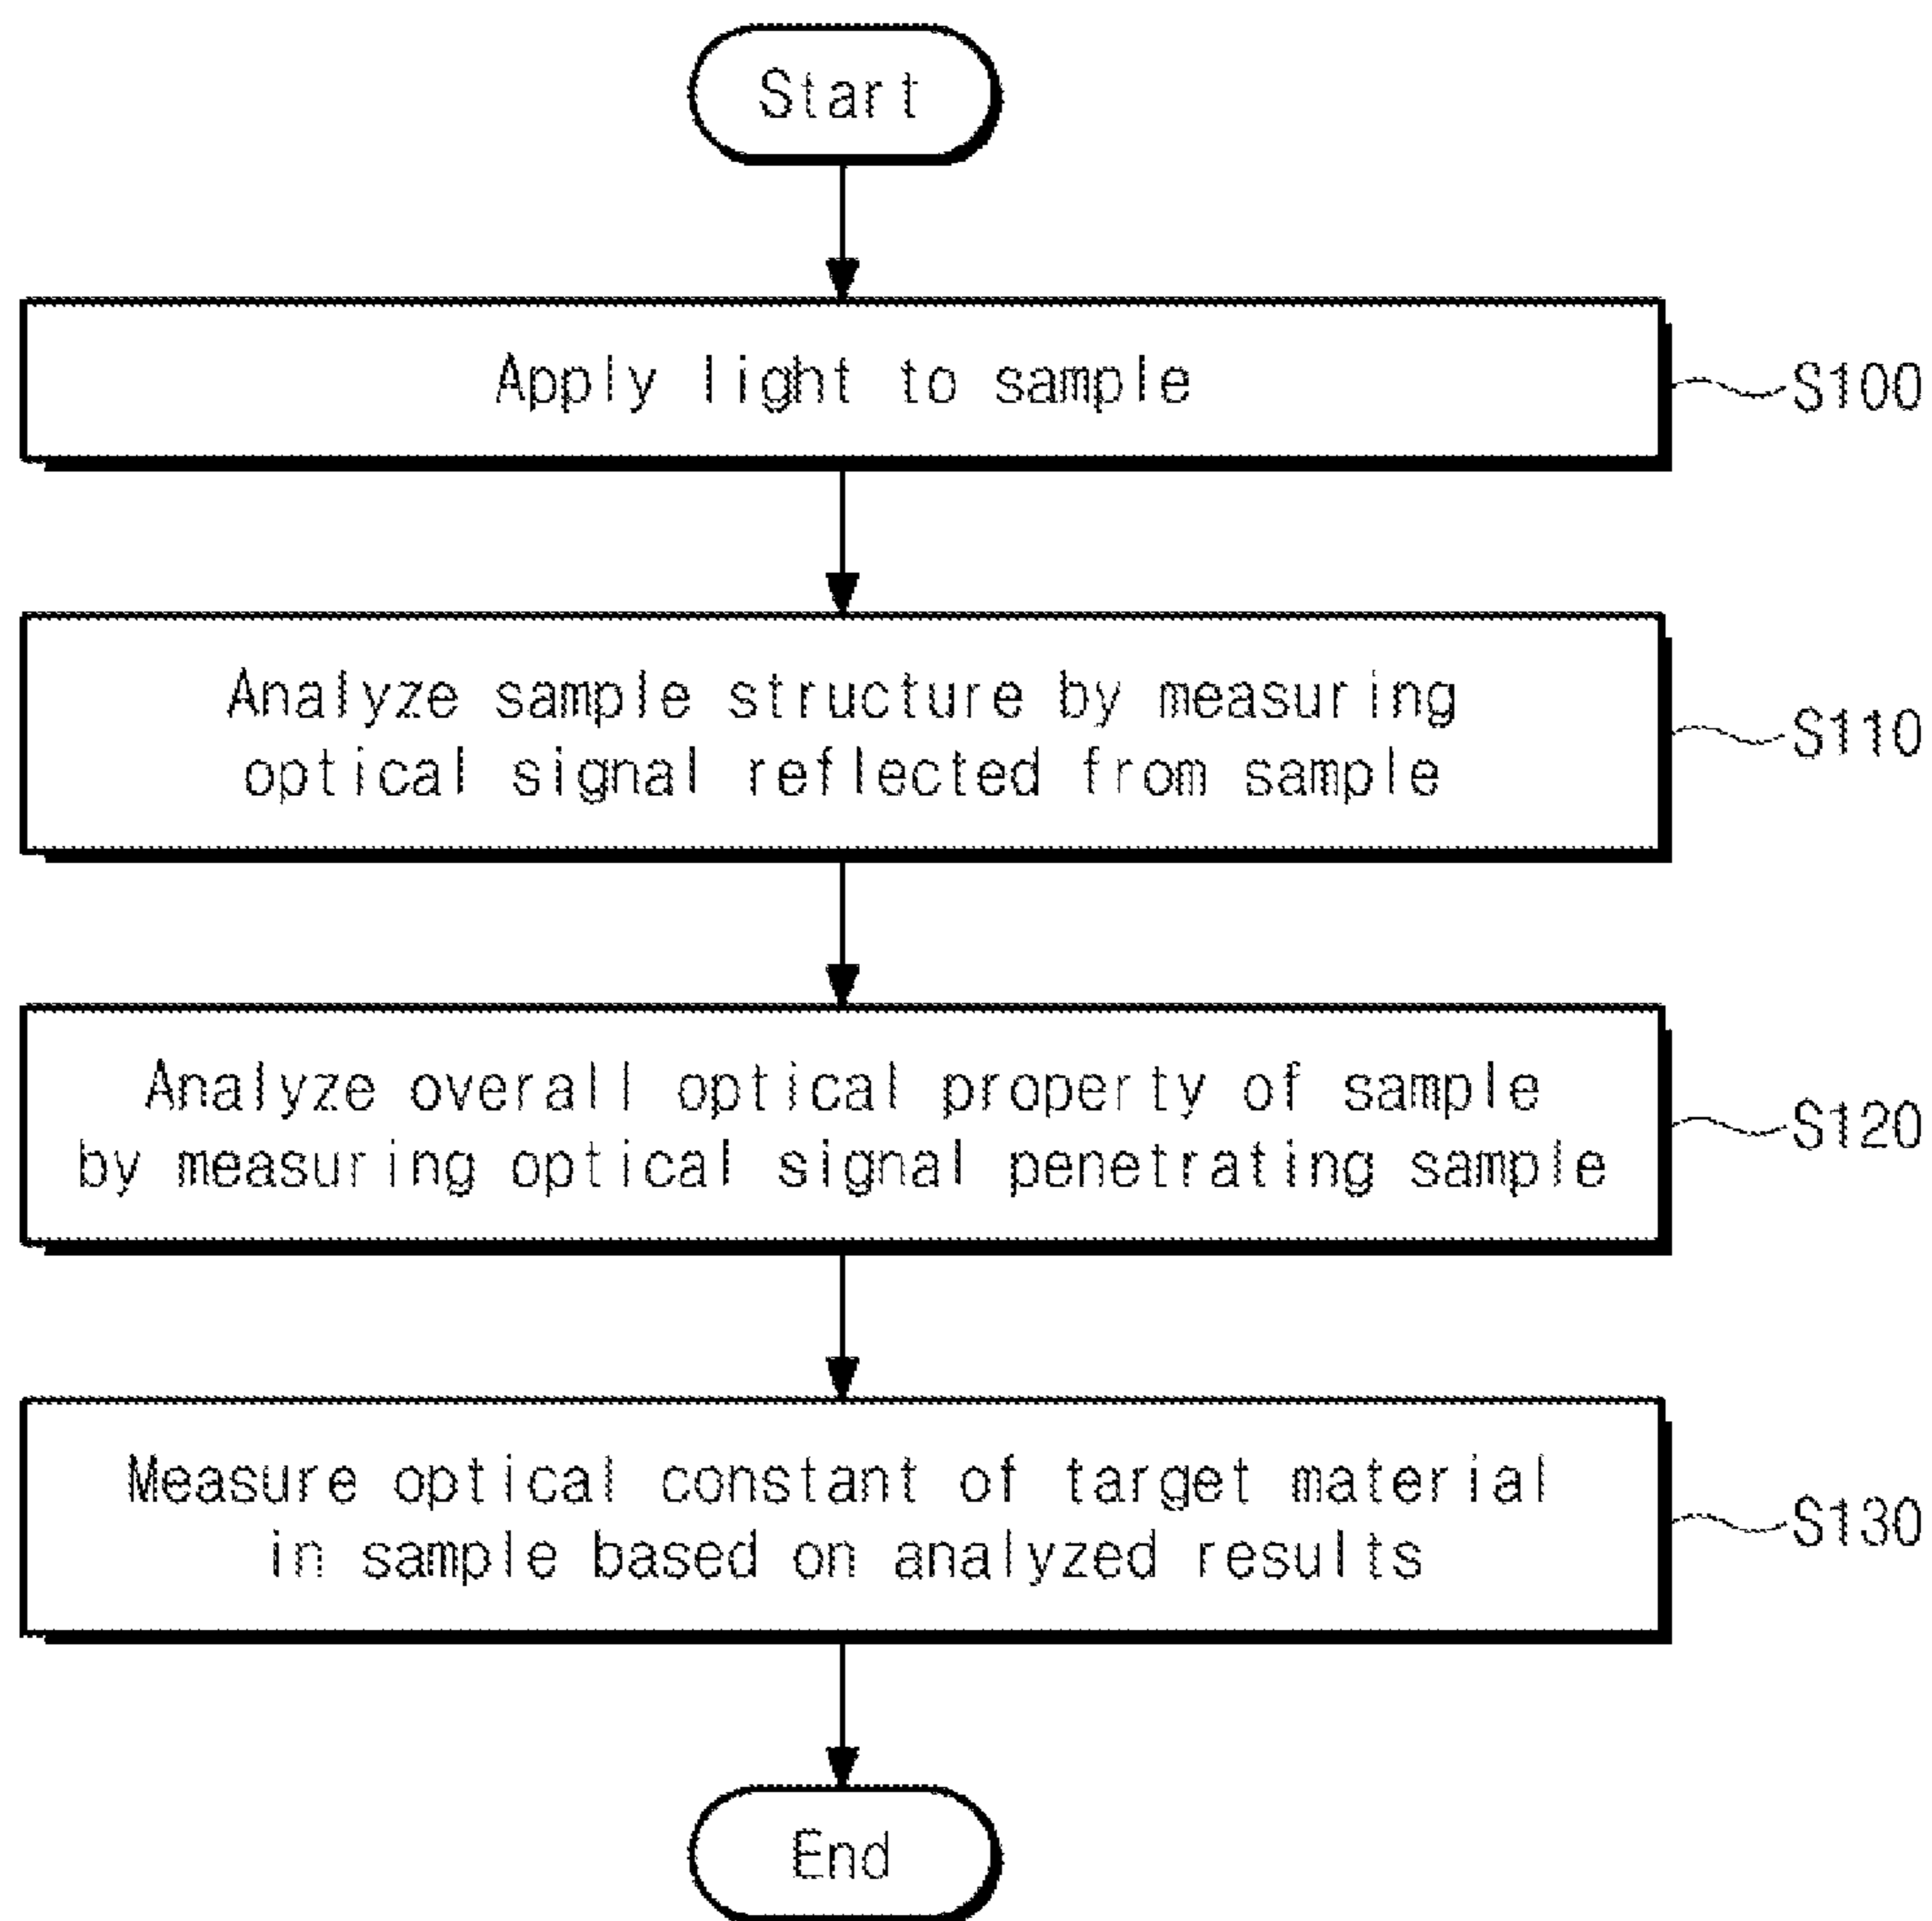 Start
Apply light to sample
S100
Analyze sample structure by measuring
optical signal reflected from sample
S110
Analyze overall optical property of sample
by measuring optical signal penetrating sample
S120
Measure optical constant of target material
in sample based on analyzed results
S130
End